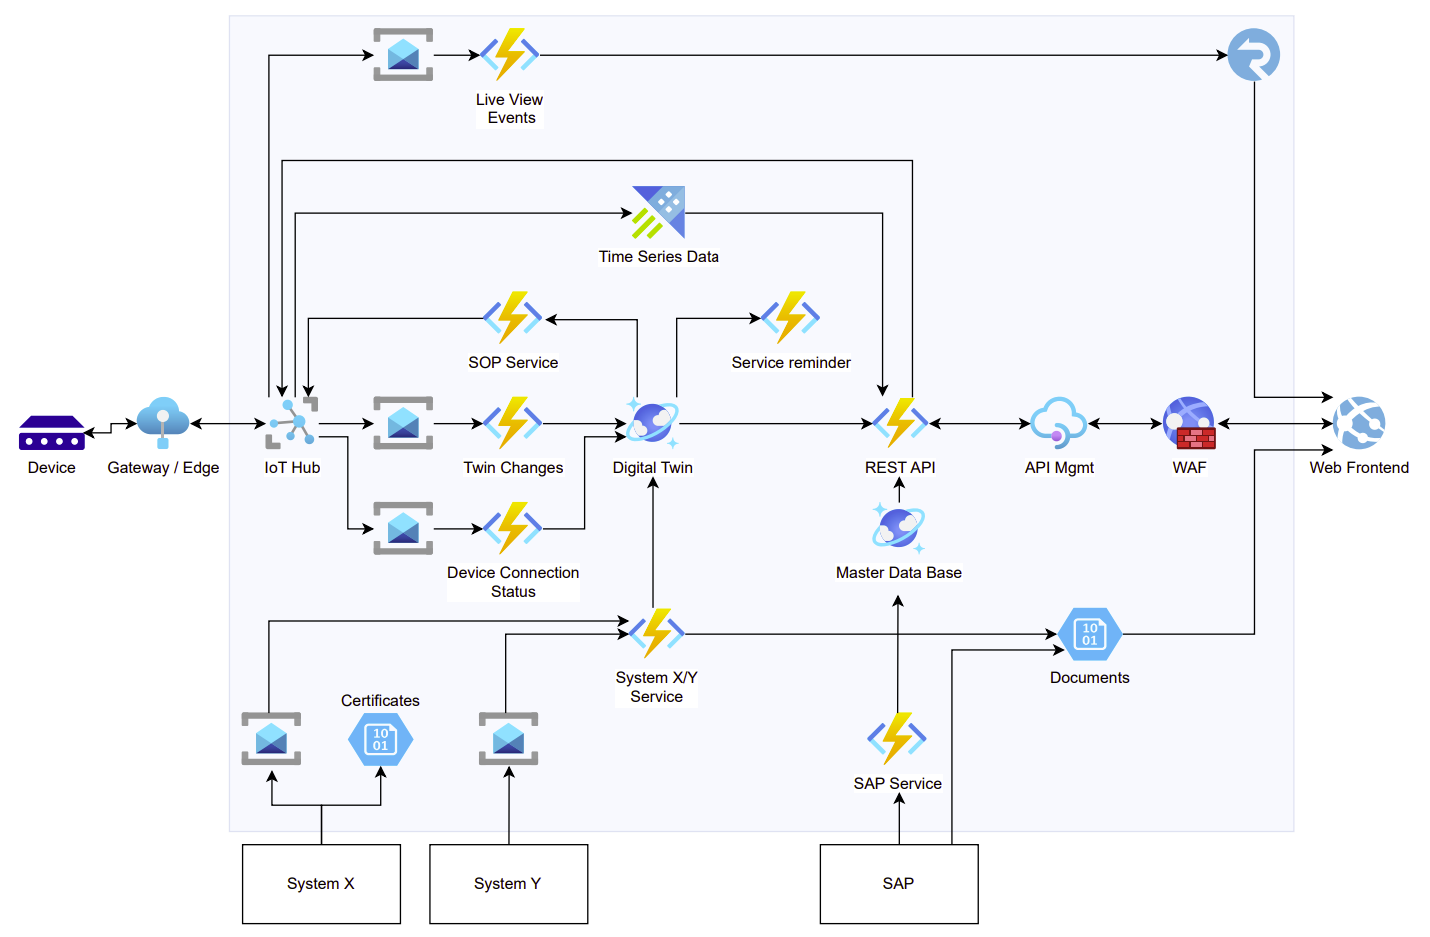 Live View
Events
Time Series Data
SOP Service
Service reminder
Device
Gateway / Edge
IoT Hub
Twin Changes
Digital Twin
REST API
API Mgmt
WAF
Web Frontend
Device Connection
Status
Master Data Base
10
01
System X/Y
Service
Documents
Certificates
10
01
SAP Service
System X
System Y
SAP